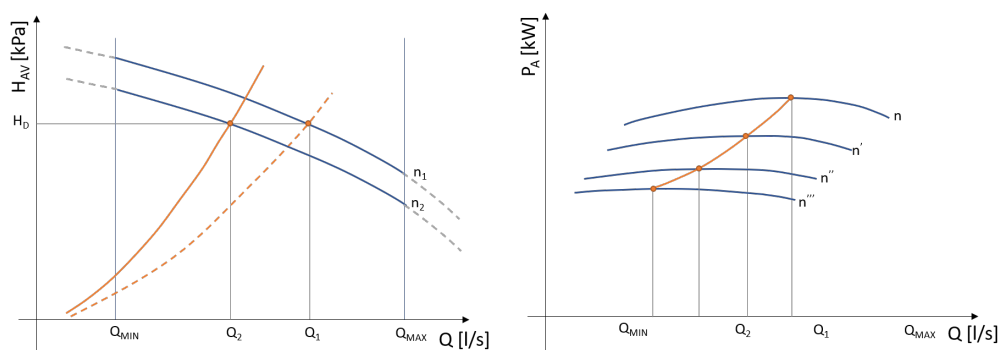 H_AV [kPa]
H_D
n_1
n_2
Q_MIN
Q_2
Q_1
Q_MAX
Q [l/s]
P_A [kW]
n
n'
n''
n'''
Q_MIN
Q_2
Q_1
Q_MAX
Q [l/s]